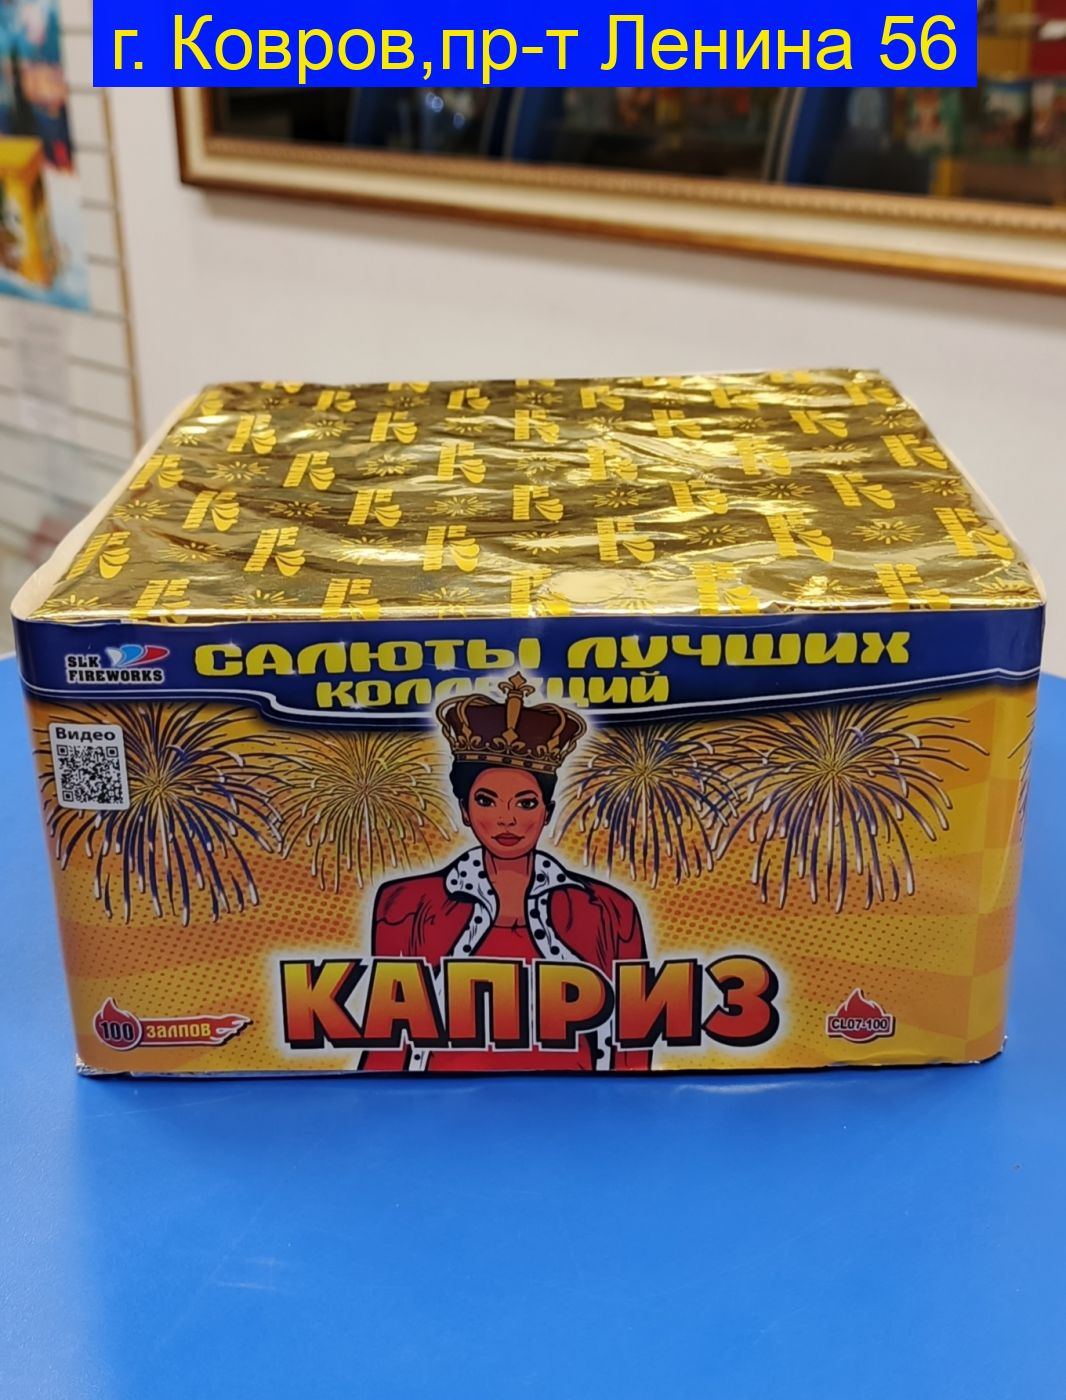 г. Ковров,пр-т Ленина 56
SLK
FIREWORKS
САЛЮТЫ ЛУЧШИХ
Видео
КАПРИЗ
100 ЗАЛПОВ
CL07-100